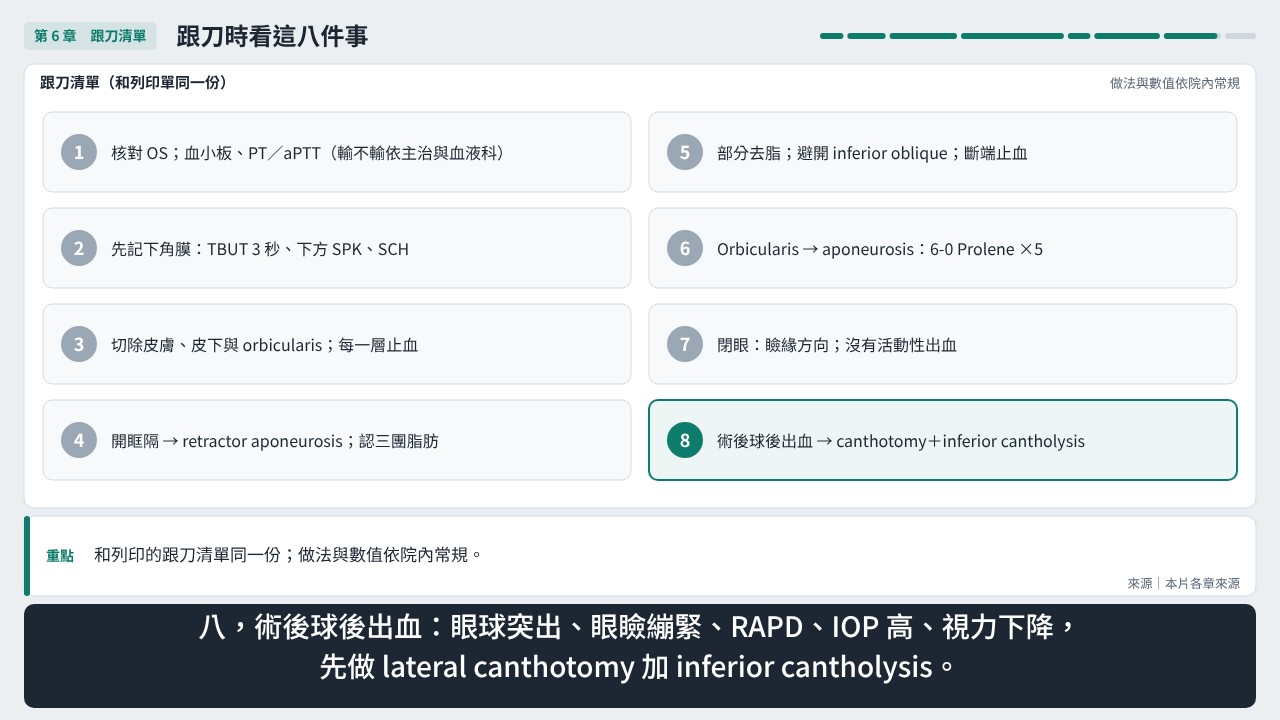 第 6 章　跟刀清單
跟刀時看這八件事
跟刀清單（和列印單同一份）
做法與數值依院內常規
1 核對 OS；血小板、PT／aPTT（輸不輸依主治與血液科）
2 先記下角膜：TBUT 3 秒、下方 SPK、SCH
3 切除皮膚、皮下與 orbicularis；每一層止血
4 開眶隔 → retractor aponeurosis；認三團脂肪
5 部分去脂；避開 inferior oblique；斷端止血
6 Orbicularis → aponeurosis：6-0 Prolene ×5
7 閉眼：瞼緣方向；沒有活動性出血
8 術後球後出血 → canthotomy＋inferior cantholysis
重點　和列印的跟刀清單同一份；做法與數值依院內常規。
來源｜本片各章來源
八，術後球後出血：眼球突出、眼瞼繃緊、RAPD、IOP 高、視力下降，
先做 lateral canthotomy 加 inferior cantholysis。